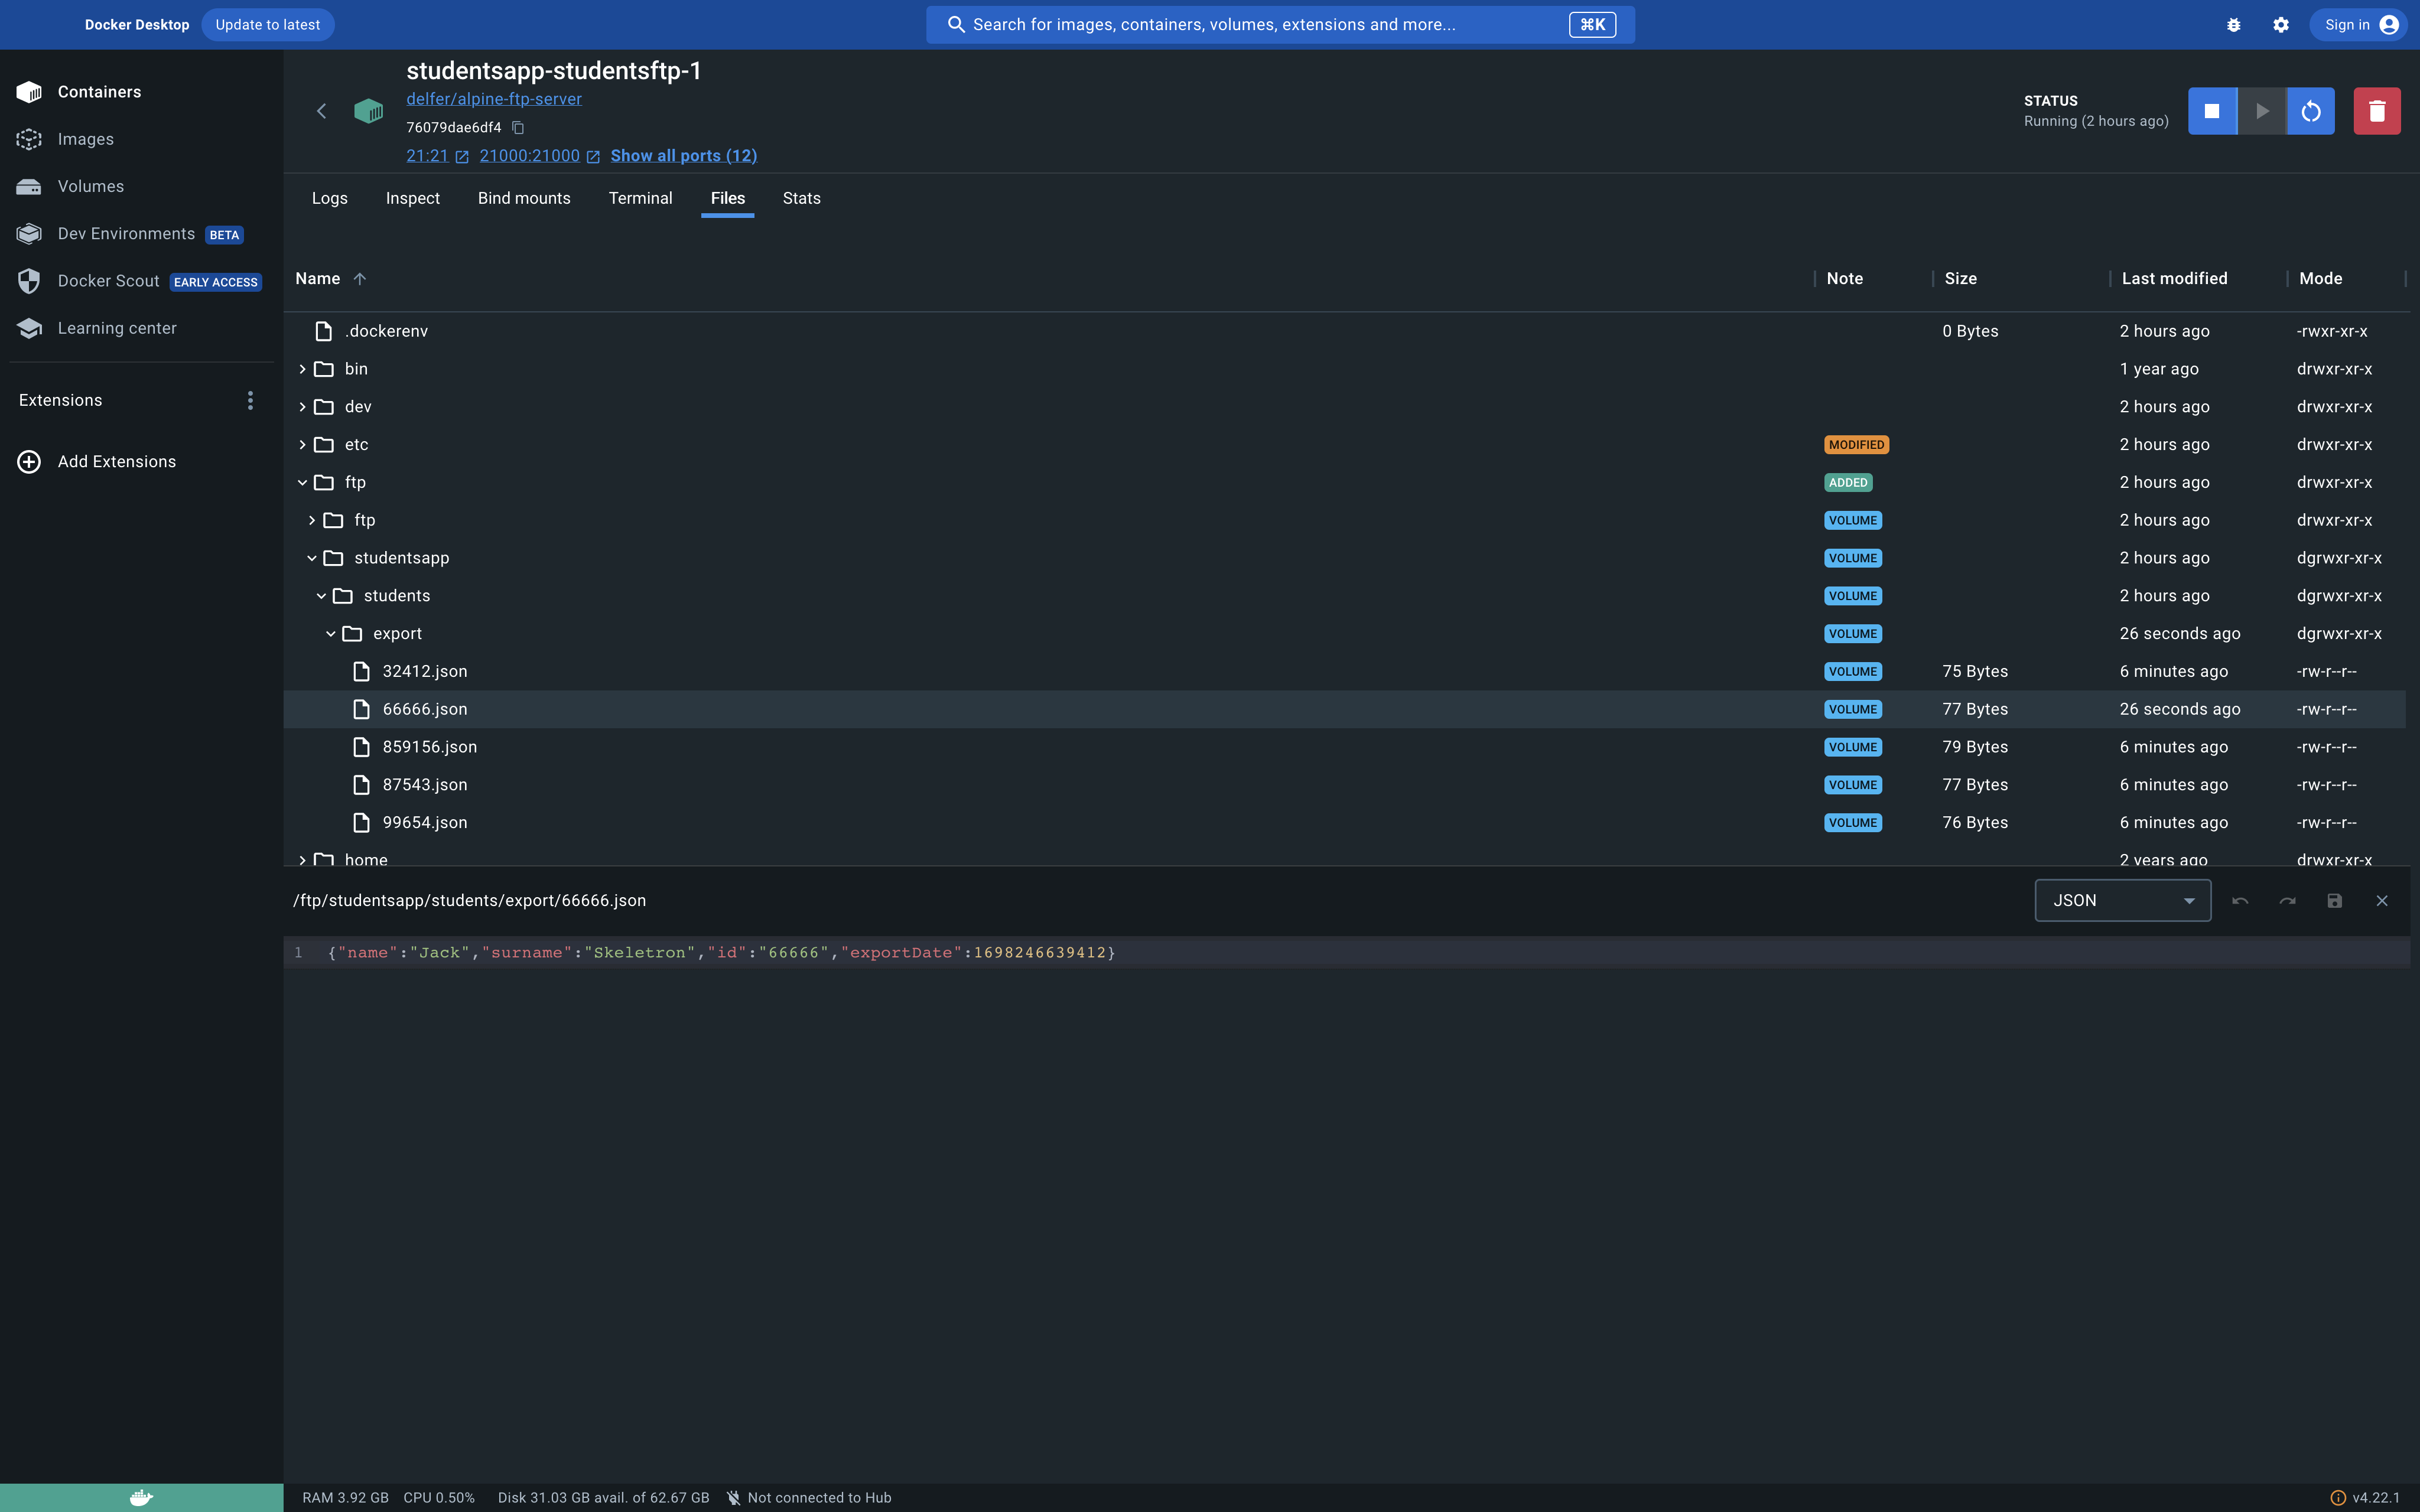 Docker Desktop Update to latest Search for images, containers, volumes, extensions and more... ⌘K Sign in
Containers
Images
Volumes
Dev Environments BETA
Docker Scout EARLY ACCESS
Learning center
Extensions
Add Extensions
studentsapp-studentsftp-1
delfer/alpine-ftp-server
76079dae6df4
21:21 21000:21000 Show all ports (12)
STATUS
Running (2 hours ago)
Logs Inspect Bind mounts Terminal Files Stats
Name Note Size Last modified Mode
.dockerenv 0 Bytes 2 hours ago -rwxr-xr-x
bin 1 year ago drwxr-xr-x
dev 2 hours ago drwxr-xr-x
etc MODIFIED 2 hours ago drwxr-xr-x
ftp ADDED 2 hours ago drwxr-xr-x
ftp VOLUME 2 hours ago drwxr-xr-x
studentsapp VOLUME 2 hours ago dgrwxr-xr-x
students VOLUME 2 hours ago dgrwxr-xr-x
export VOLUME 26 seconds ago dgrwxr-xr-x
32412.json VOLUME 75 Bytes 6 minutes ago -rw-r--r--
66666.json VOLUME 77 Bytes 26 seconds ago -rw-r--r--
859156.json VOLUME 79 Bytes 6 minutes ago -rw-r--r--
87543.json VOLUME 77 Bytes 6 minutes ago -rw-r--r--
99654.json VOLUME 76 Bytes 6 minutes ago -rw-r--r--
home 2 years ago drwxr-xr-x
/ftp/studentsapp/students/export/66666.json JSON
1 {"name":"Jack","surname":"Skeletron","id":"66666","exportDate":1698246639412}
RAM 3.92 GB CPU 0.50% Disk 31.03 GB avail. of 62.67 GB Not connected to Hub v4.22.1